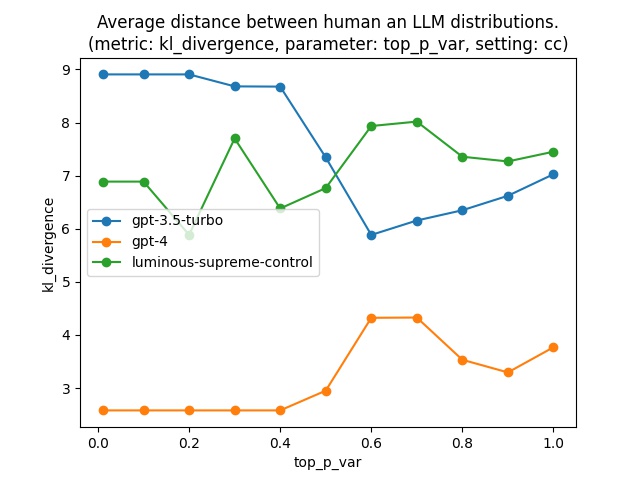 Average distance between human an LLM distributions.
(metric: kl_divergence, parameter: top_p_var, setting: cc)
9
8
7
6
5
4
3
kl_divergence
gpt-3.5-turbo
gpt-4
luminous-supreme-control
0.0 0.2 0.4 0.6 0.8 1.0
top_p_var